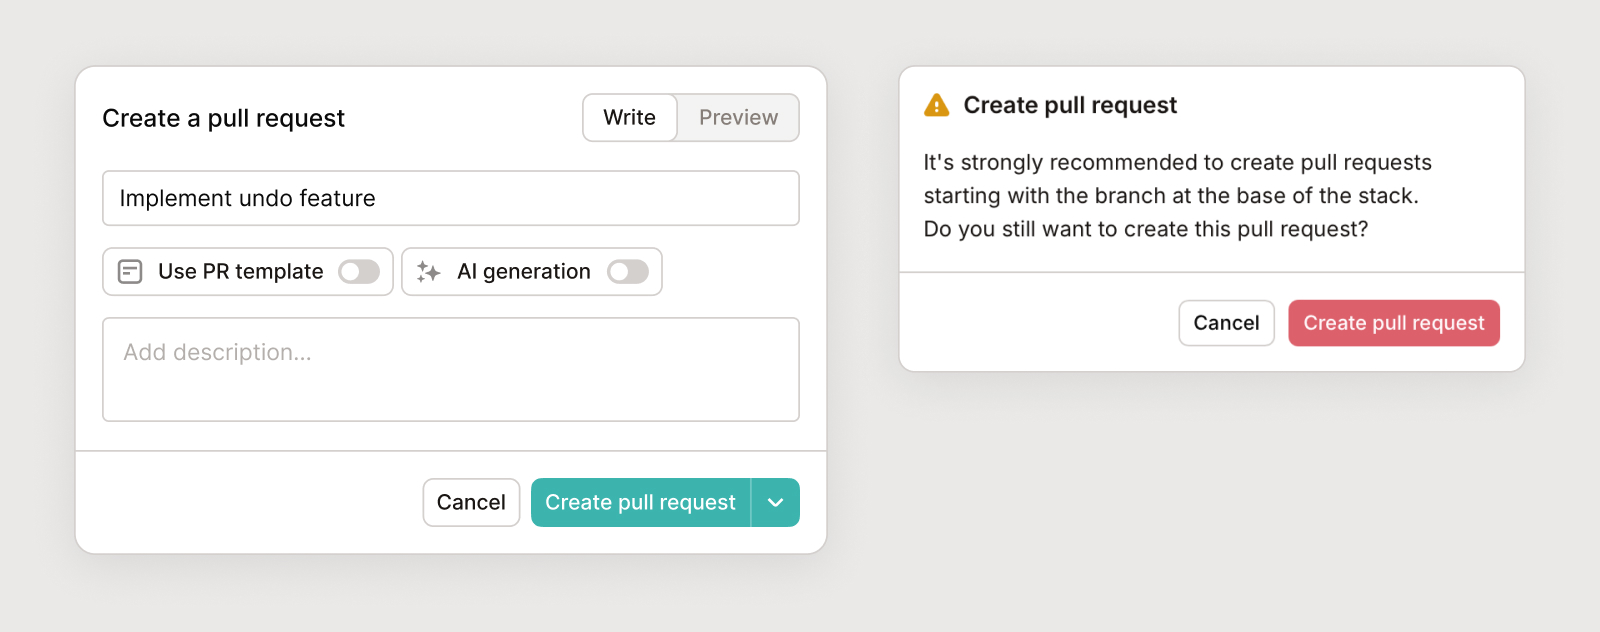 Create a pull request
Write
Preview
Implement undo feature
Use PR template
AI generation
Add description...
Cancel
Create pull request
Create pull request
It's strongly recommended to create pull requests
starting with the branch at the base of the stack.
Do you still want to create this pull request?
Cancel
Create pull request